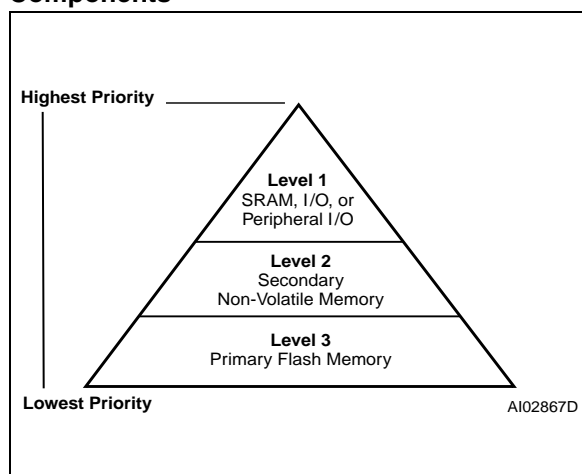 Components
Highest Priority
Level 1
SRAM, I/O, or
Peripheral I/O
Level 2
Secondary
Non-Volatile Memory
Level 3
Primary Flash Memory
Lowest Priority
AI02867D